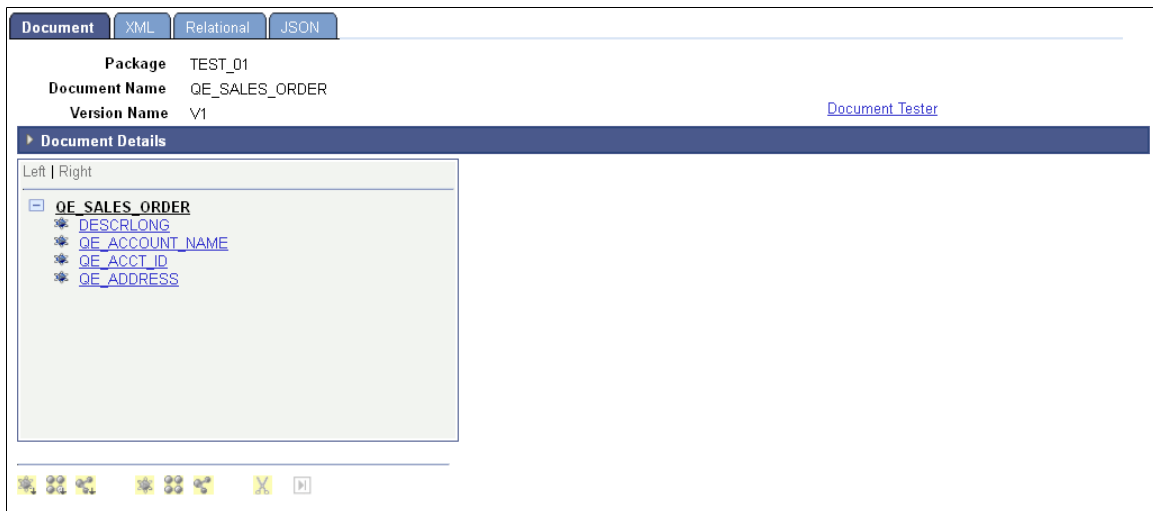 Document XML Relational JSON
Package TEST_01
Document Name QE_SALES_ORDER
Version Name V1
Document Tester
Document Details
Left | Right
QE_SALES_ORDER
DESCRLONG
QE_ACCOUNT_NAME
QE_ACCT_ID
QE_ADDRESS